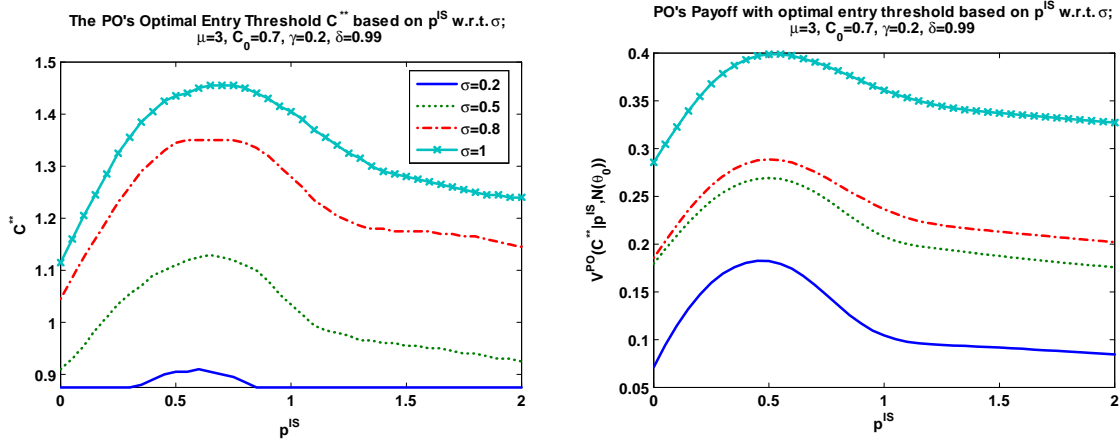 The PO's Optimal Entry Threshold C** based on p^IS w.r.t. σ;
μ=3, C_0=0.7, γ=0.2, δ=0.99
1.5
1.4
1.3
1.2
1.1
1
0.9
C**
0
0.5
1
1.5
2
p^IS
σ=0.2
σ=0.5
σ=0.8
σ=1
PO's Payoff with optimal entry threshold based on p^IS w.r.t. σ;
μ=3, C_0=0.7, γ=0.2, δ=0.99
0.4
0.35
0.3
0.25
0.2
0.15
0.1
0.05
V^PO(C**|p^IS,N(θ_0))
0
0.5
1
1.5
2
p^IS